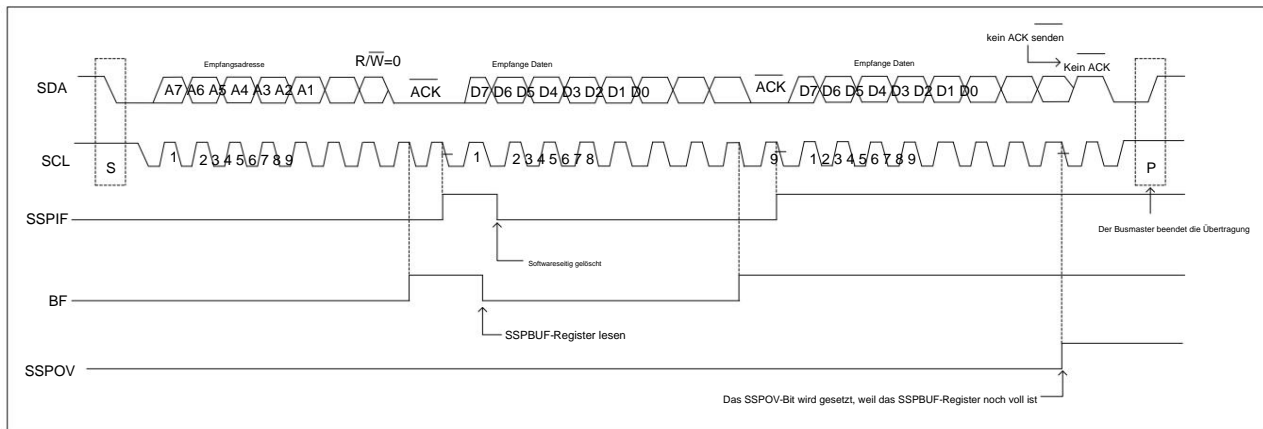 kein ACK senden
Empfangsadresse
R/W=0
Empfange Daten
Empfange Daten
Kein ACK
SDA
A7 A6 A5 A4 A3 A2 A1
ACK
D7 D6 D5 D4 D3 D2 D1 D0
ACK
D7 D6 D5 D4 D3 D2 D1 D0
SCL
S
1 2 3 4 5 6 7 8 9
1 2 3 4 5 6 7 8
9
1 2 3 4 5 6 7 8 9
P
SSPIF
Softwareseitig gelöscht
Der Busmaster beendet die Übertragung
BF
SSPBUF-Register lesen
SSPOV
Das SSPOV-Bit wird gesetzt, weil das SSPBUF-Register noch voll ist